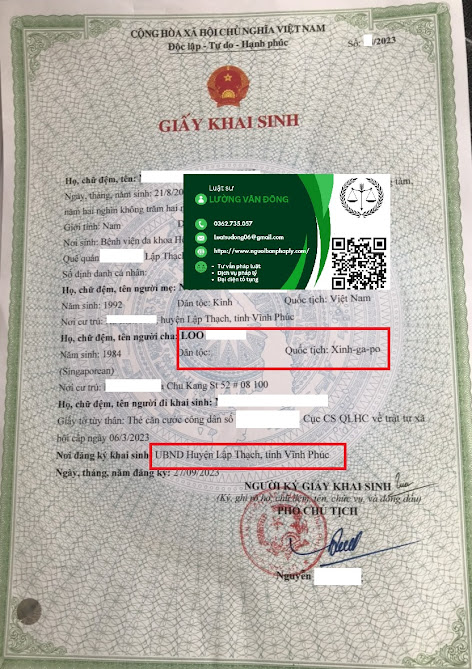 CỘNG HÒA XÃ HỘI CHỦ NGHĨA VIỆT NAM
Độc lập - Tự do - Hạnh phúc
Số: /2023
GIẤY KHAI SINH
Họ, chữ đệm, tên:
Ngày, tháng, năm sinh: 21/8/20
năm hai nghìn không trăm hai
Giới tính: Nam
Nơi sinh: Bệnh viện đa khoa
Quê quán Lập Thạch,
Số định danh cá nhân:
Luật sư
LƯỜNG VĂN ĐÔNG
0362.735.057
lsutrudong06@gmail.com
https://www.nguoibanphaply.com/
- Tư vấn pháp luật
- Dịch vụ pháp lý
- Đại diện tố tụng
Họ, chữ đệm, tên người mẹ:
Năm sinh: 1992 Dân tộc: Kinh Quốc tịch: Việt Nam
Nơi cư trú: , huyện Lập Thạch, tỉnh Vĩnh Phúc
Họ, chữ đệm, tên người cha: LOO
Năm sinh: 1984 Dân tộc: Quốc tịch: Xinh-ga-po
(Singaporean)
Nơi cư trú: Chu Kang St 52 # 08 100
Họ, chữ đệm, tên người đi khai sinh:
Giấy tờ tùy thân: Thẻ căn cước công dân số Cục CS QLHC về trật tự xã
hội cấp ngày 06/3/2023
Nơi đăng ký khai sinh: UBND Huyện Lập Thạch, tỉnh Vĩnh Phúc
Ngày, tháng, năm đăng ký: 27/09/2023
NGƯỜI KÝ GIẤY KHAI SINH
(Ký, ghi rõ họ, chữ đệm, tên, chức vụ và đóng dấu)
PHÓ CHỦ TỊCH
Nguyễn